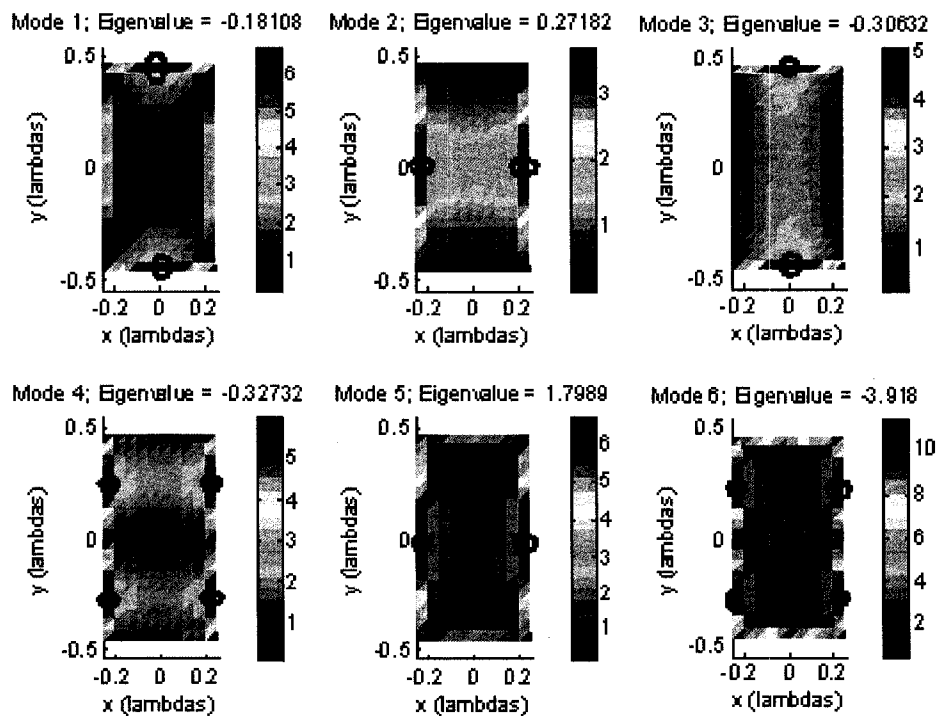 Mode 1; Eigenvalue = -0.18108
Mode 2; Eigenvalue = 0.27182
Mode 3; Eigenvalue = -0.30632
0.5
0
-0.5
y (lambdas)
-0.2 0 0.2
x (lambdas)
6
5
4
3
2
1
0.5
0
-0.5
y (lambdas)
-0.2 0 0.2
x (lambdas)
3
2
1
0.5
0
-0.5
y (lambdas)
-0.2 0 0.2
x (lambdas)
5
4
3
2
1
Mode 4; Eigenvalue = -0.32732
Mode 5; Eigenvalue = 1.7989
Mode 6; Eigenvalue = -3.918
0.5
0
-0.5
y (lambdas)
-0.2 0 0.2
x (lambdas)
5
4
3
2
1
0.5
0
-0.5
y (lambdas)
-0.2 0 0.2
x (lambdas)
6
5
4
3
2
1
0.5
0
-0.5
y (lambdas)
-0.2 0 0.2
x (lambdas)
10
8
6
4
2